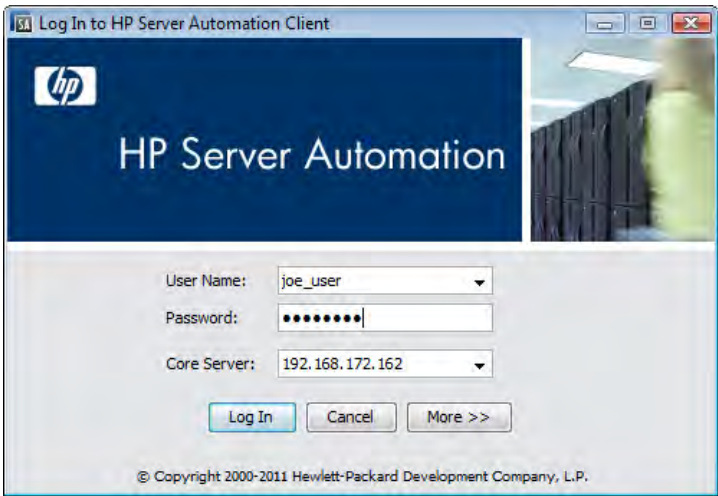 SA Log In to HP Server Automation Client
hp
HP Server Automation
User Name: joe_user
Password: ●●●●●●●●
Core Server: 192.168.172.162
Log In Cancel More >>
© Copyright 2000-2011 Hewlett-Packard Development Company, L.P.